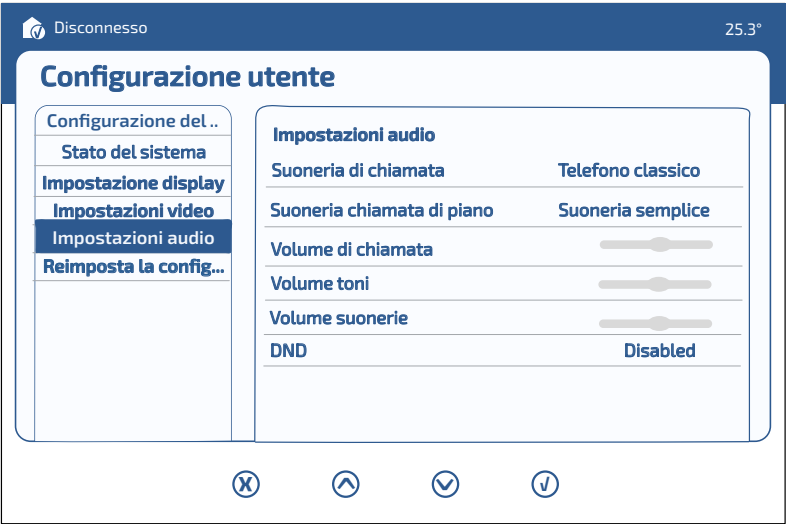 Disconnesso
25.3°
Configurazione utente
Configurazione del ..
Stato del sistema
Impostazione display
Impostazioni video
Impostazioni audio
Reimposta la config...
Impostazioni audio
Suoneria di chiamata Telefono classico
Suoneria chiamata di piano Suoneria semplice
Volume di chiamata
Volume toni
Volume suonerie
DND Disabled